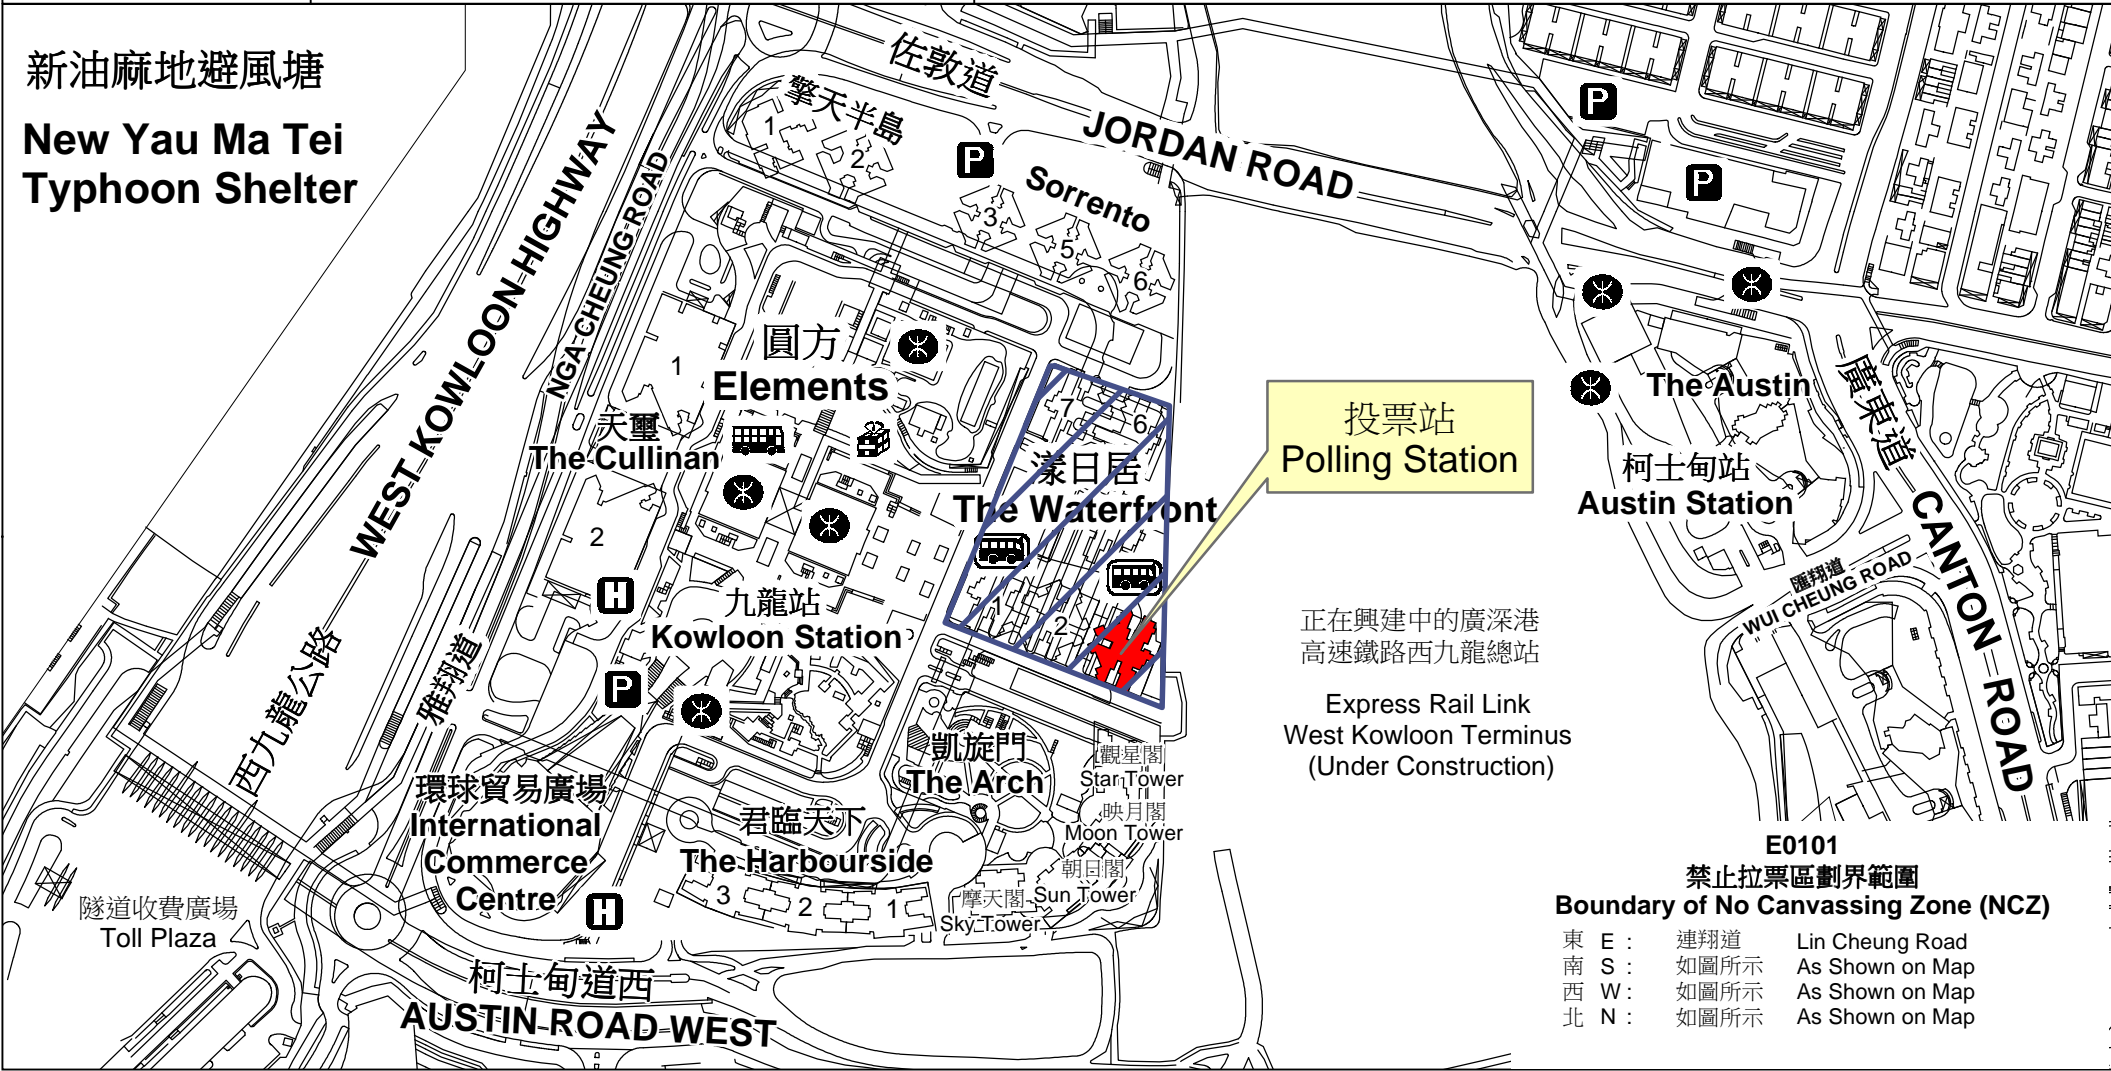 新油麻地避風塘
New Yau Ma Tei
Typhoon Shelter
佐敦道
JORDAN ROAD
擎天半島
Sorrento
1
2
3
5
6
WEST KOWLOON HIGHWAY
NGA CHEUNG ROAD
P
P
P
圓方
Elements
1
天璽
The Cullinan
2
7
6
漾日居
The Waterfront
1
2
投票站
Polling Station
The Austin
柯士甸站
Austin Station
廣東道
CANTON ROAD
匯翔道
WUI CHEUNG ROAD
H
九龍站
Kowloon Station
P
正在興建中的廣深港
高速鐵路西九龍總站
Express Rail Link
West Kowloon Terminus
(Under Construction)
西九龍公路
雅翔道
凱旋門
The Arch
觀星閣
Star Tower
映月閣
Moon Tower
朝日閣
Sun Tower
摩天閣
Sky Tower
環球貿易廣場
International
Commerce
Centre
君臨天下
The Harbourside
3
2
1
H
隧道收費廣場
Toll Plaza
柯士甸道西
AUSTIN ROAD WEST
E0101
禁止拉票區劃界範圍
Boundary of No Canvassing Zone (NCZ)
東 E : 連翔道 Lin Cheung Road
南 S : 如圖所示 As Shown on Map
西 W : 如圖所示 As Shown on Map
北 N : 如圖所示 As Shown on Map